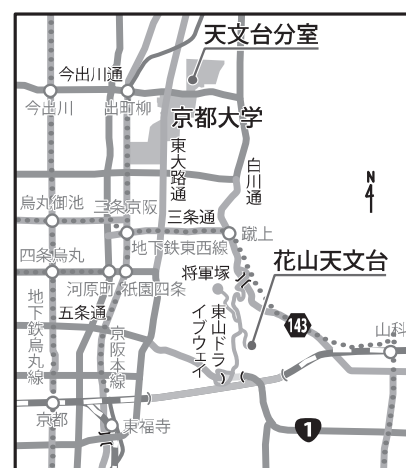 天文台分室
今出川通
今出川
出町柳
京都大学
東大路通
白川通
N
4
烏丸御池
三条京阪
三条通
地下鉄東西線
蹴上
四条烏丸
将軍塚
花山天文台
河原町
祇園四条
五条通
地下鉄烏丸線
京阪本線
東山ドライブウェイ
143
山科
京都
東福寺
1